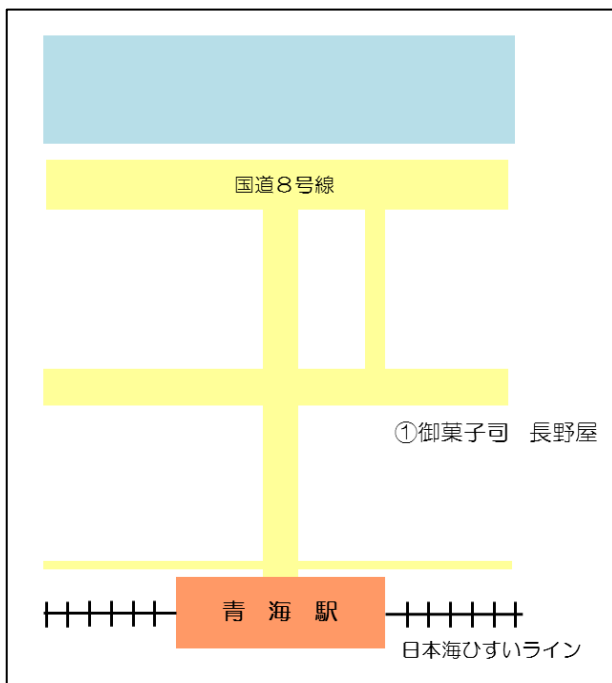 国道８号線
①御菓子司　長野屋
青　海　駅
日本海ひすいライン